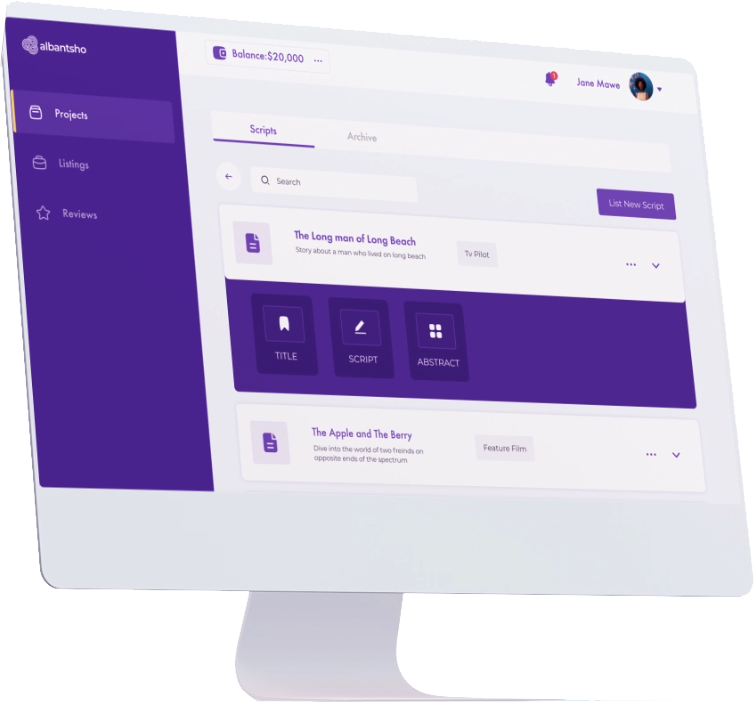 albantsho
Balance:$20,000
Jane Mawe
Projects
Listings
Reviews
Scripts
Archive
Search
List New Script
The Long man of Long Beach
Story about a man who lived on long beach
Tv Pilot
TITLE
SCRIPT
ABSTRACT
The Apple and The Berry
Dive into the world of two freinds on
opposite ends of the spectrum
Feature Film